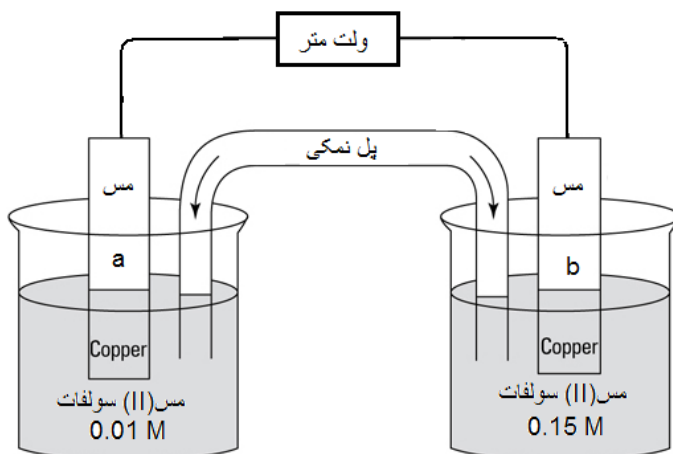 ولت متر
پل نمکی
مس
مس
a
b
Copper
Copper
مس(II) سولفات
0.01 M
مس(II) سولفات
0.15 M